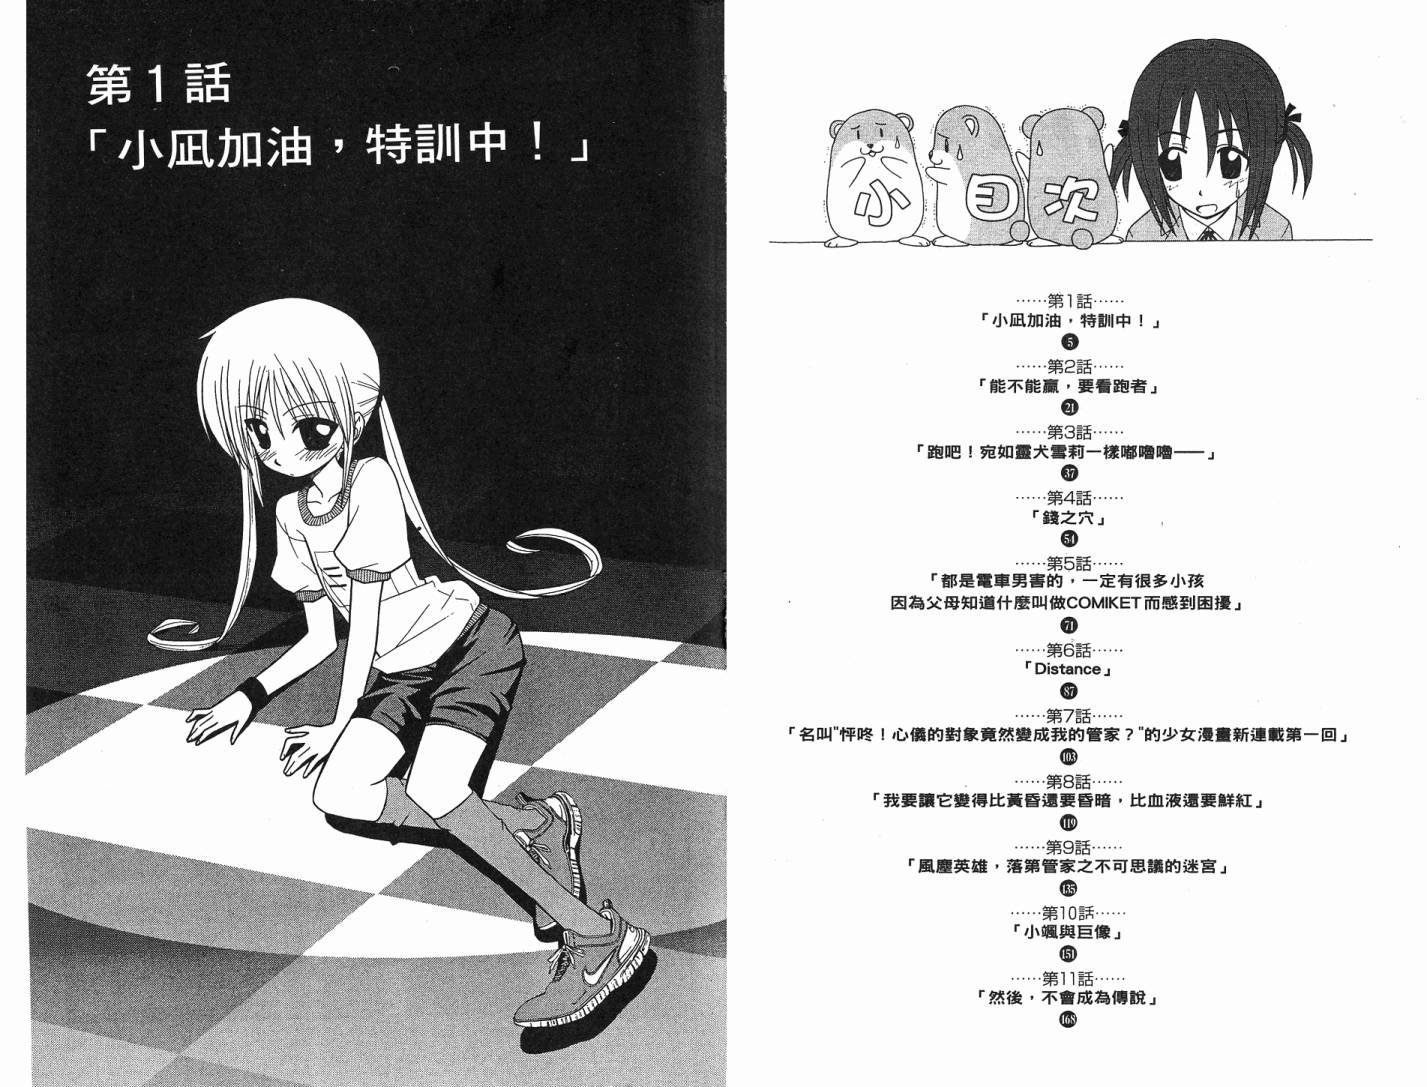 第1話
「小凪加油，特訓中！」
小目次
……第1話……
「小凪加油，特訓中！」
5
……第2話……
「能不能贏，要看跑者」
21
……第3話……
「跑吧！宛如靈犬雪莉一樣嘟嚕嚕——」
37
……第4話……
「錢之穴」
54
……第5話……
「都是電車男害的，一定有很多小孩
因為父母知道什麼叫做COMIKET而感到困擾」
71
……第6話……
「Distance」
87
……第7話……
「名叫"怦咚！心儀的對象竟然變成我的管家？"的少女漫畫新連載第一回」
103
……第8話……
「我要讓它變得比黃昏還要昏暗，比血液還要鮮紅」
119
……第9話……
「風塵英雄，落第管家之不可思議的迷宮」
135
……第10話……
「小颯與巨像」
151
……第11話……
「然後，不會成為傳說」
168